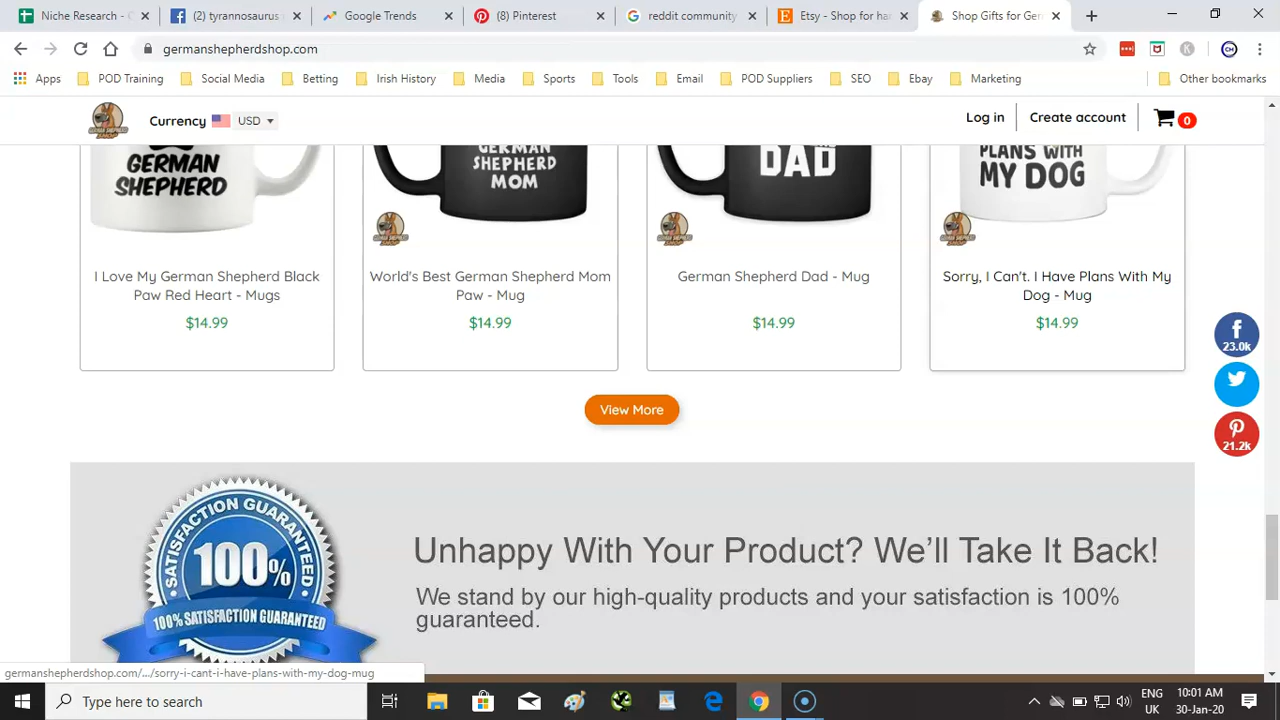 Niche Research - C
(2) tyrannosaurus
Google Trends
(8) Pinterest
reddit community
Etsy - Shop for han
Shop Gifts for Ger
germanshepherdshop.com
Apps POD Training Social Media Betting Irish History Media Sports Tools Email POD Suppliers SEO Ebay Marketing Other bookmarks
Currency USD
Log in
Create account
0
GERMAN
SHEPHERD
GERMAN
SHEPHERD
MOM
DAD
PLANS WITH
MY DOG
I Love My German Shepherd Black
Paw Red Heart - Mugs
$14.99
World's Best German Shepherd Mom
Paw - Mug
$14.99
German Shepherd Dad - Mug
$14.99
Sorry, I Can't. I Have Plans With My
Dog - Mug
$14.99
23.0k
21.2k
View More
SATISFACTION GUARANTEED
100%
100% SATISFACTION GUARANTEED
Unhappy With Your Product? We'll Take It Back!
We stand by our high-quality products and your satisfaction is 100%
guaranteed.
germanshepherdshop.com/.../sorry-i-cant-i-have-plans-with-my-dog-mug
Type here to search
ENG
UK
10:01 AM
30-Jan-20